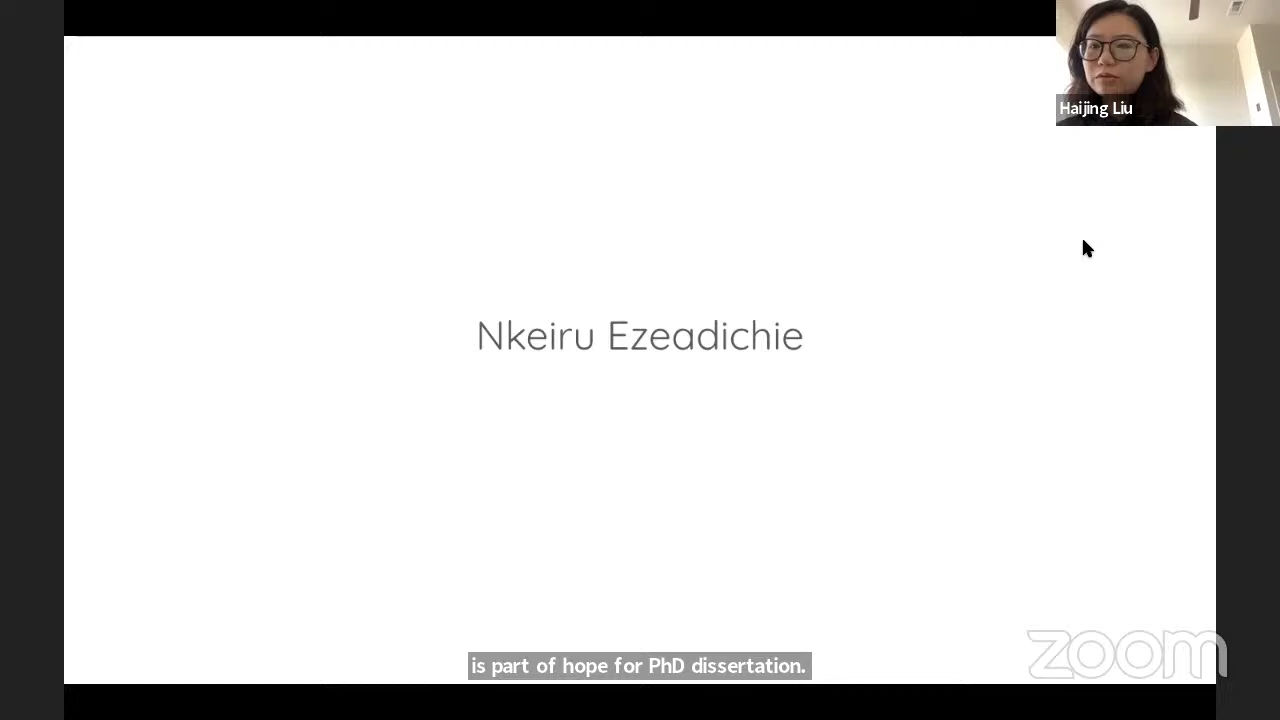 Haijing Liu
Nkeiru Ezeadichie
is part of hope for PhD dissertation.
zoom